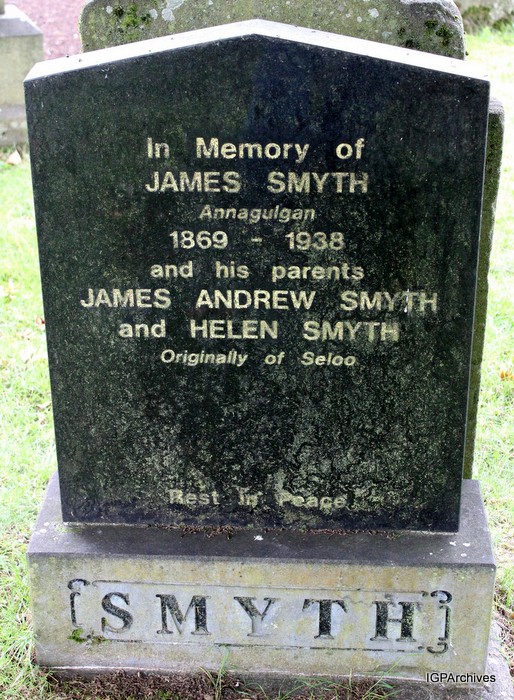 In Memory of
JAMES SMYTH
Annagulgan
1869 - 1938
and his parents
JAMES ANDREW SMYTH
and HELEN SMYTH
Originally of Seloo
Rest In Peace
SMYTH
IGPArchives